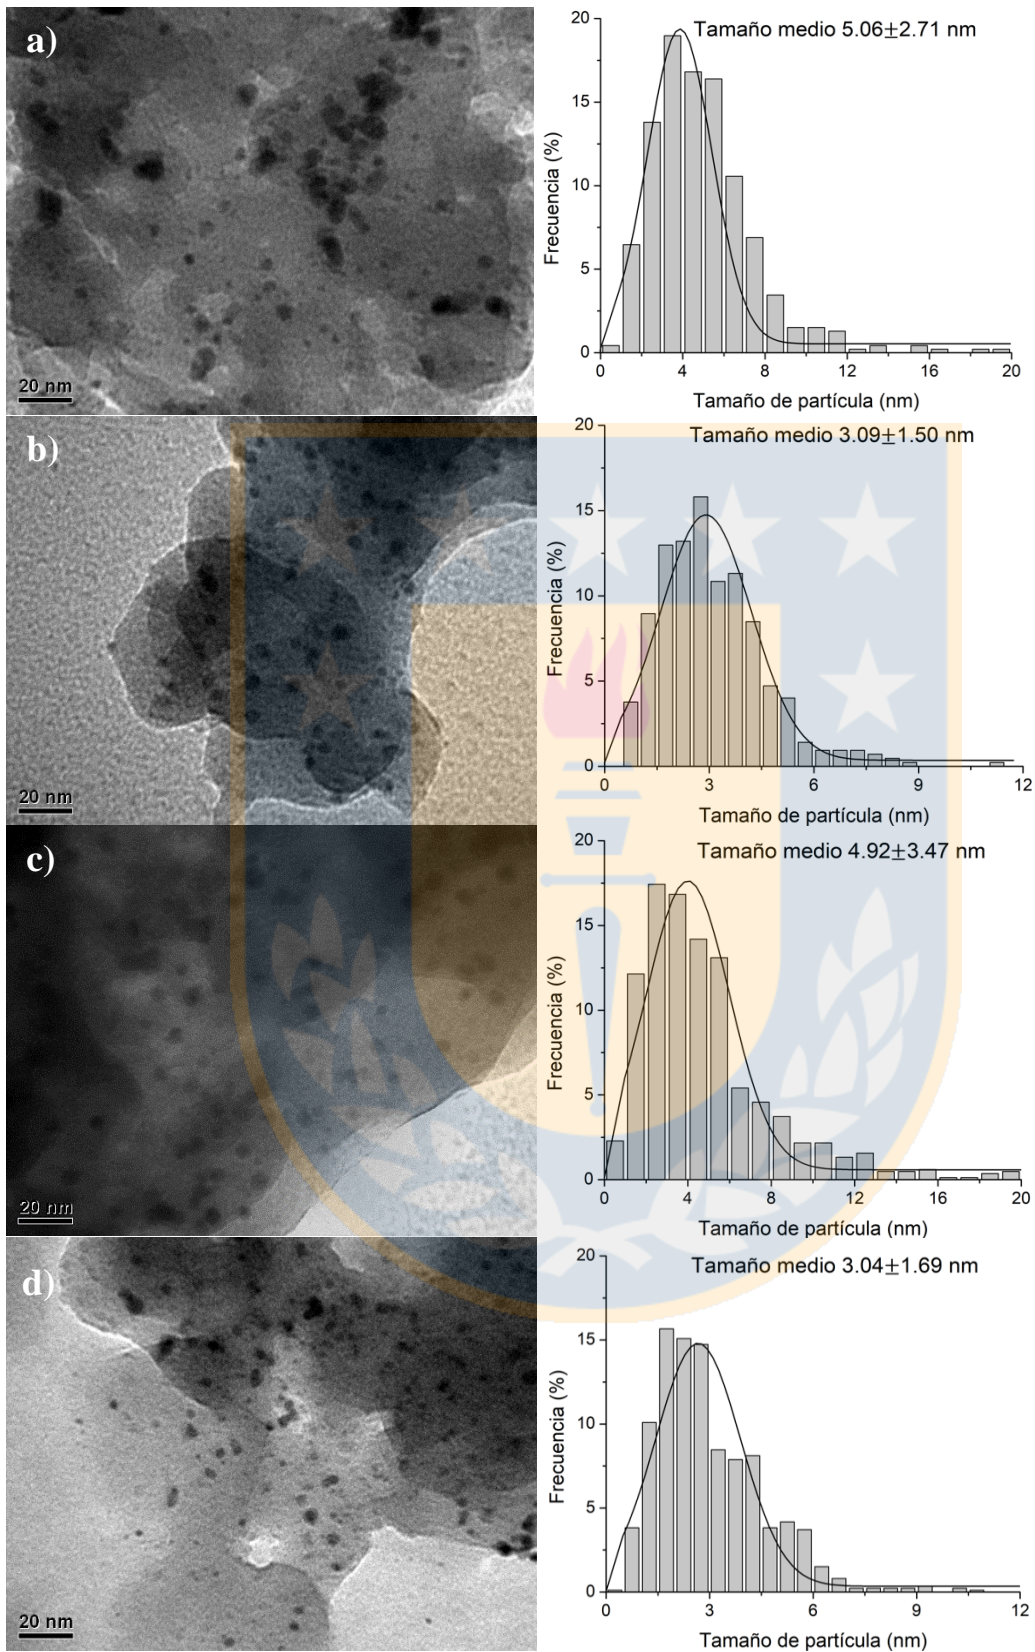 a)
20 nm
Tamaño medio 5.06±2.71 nm
20
15
10
5
0
Frecuencia (%)
0 4 8 12 16 20
Tamaño de partícula (nm)
b)
20 nm
Tamaño medio 3.09±1.50 nm
20
15
10
5
0
Frecuencia (%)
0 3 6 9 12
Tamaño de partícula (nm)
c)
20 nm
Tamaño medio 4.92±3.47 nm
20
15
10
5
0
Frecuencia (%)
0 4 8 12 16 20
Tamaño de partícula (nm)
d)
20 nm
Tamaño medio 3.04±1.69 nm
20
15
10
5
0
Frecuencia (%)
0 3 6 9 12
Tamaño de partícula (nm)